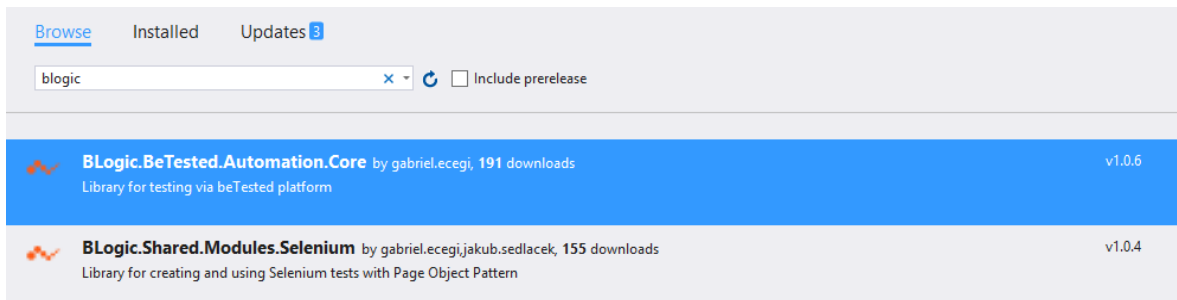 Browse Installed Updates 3
blogic Include prerelease
BLogic.BeTested.Automation.Core by gabriel.ecegi, 191 downloads v1.0.6
Library for testing via beTested platform
BLogic.Shared.Modules.Selenium by gabriel.ecegi,jakub.sedlacek, 155 downloads v1.0.4
Library for creating and using Selenium tests with Page Object Pattern